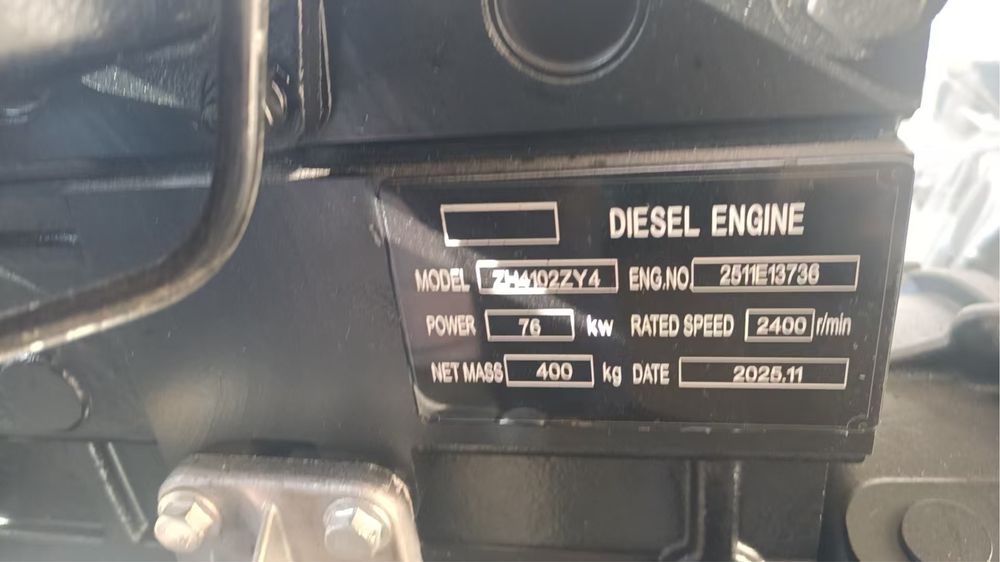 DIESEL ENGINE
MODEL ZH4102ZY4 ENG.NO. 2511E13736
POWER 76 kw RATED SPEED 2400 r/min
NET MASS 400 kg DATE 2025.11